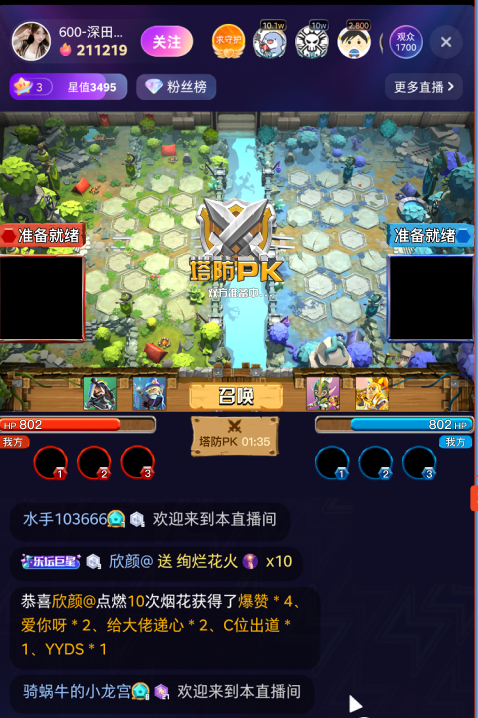 600-深田...
211219
关注
求守护
10.1w
10w
2,800
观众
1700
3
星值3495
粉丝榜
更多直播
准备就绪
准备就绪
塔防PK
双方准备中...
召唤
HP 802
802 HP
塔防PK 01:35
我方
我方
1
2
3
1
2
3
水手103666 欢迎来到本直播间
乐坛巨星 欣颜@ 送 绚烂花火 x10
恭喜欣颜@点燃10次烟花获得了爆赞 * 4、
爱你呀 * 2、给大佬递心 * 2、C位出道 *
1、YYDS * 1
骑蜗牛的小龙宫 欢迎来到本直播间